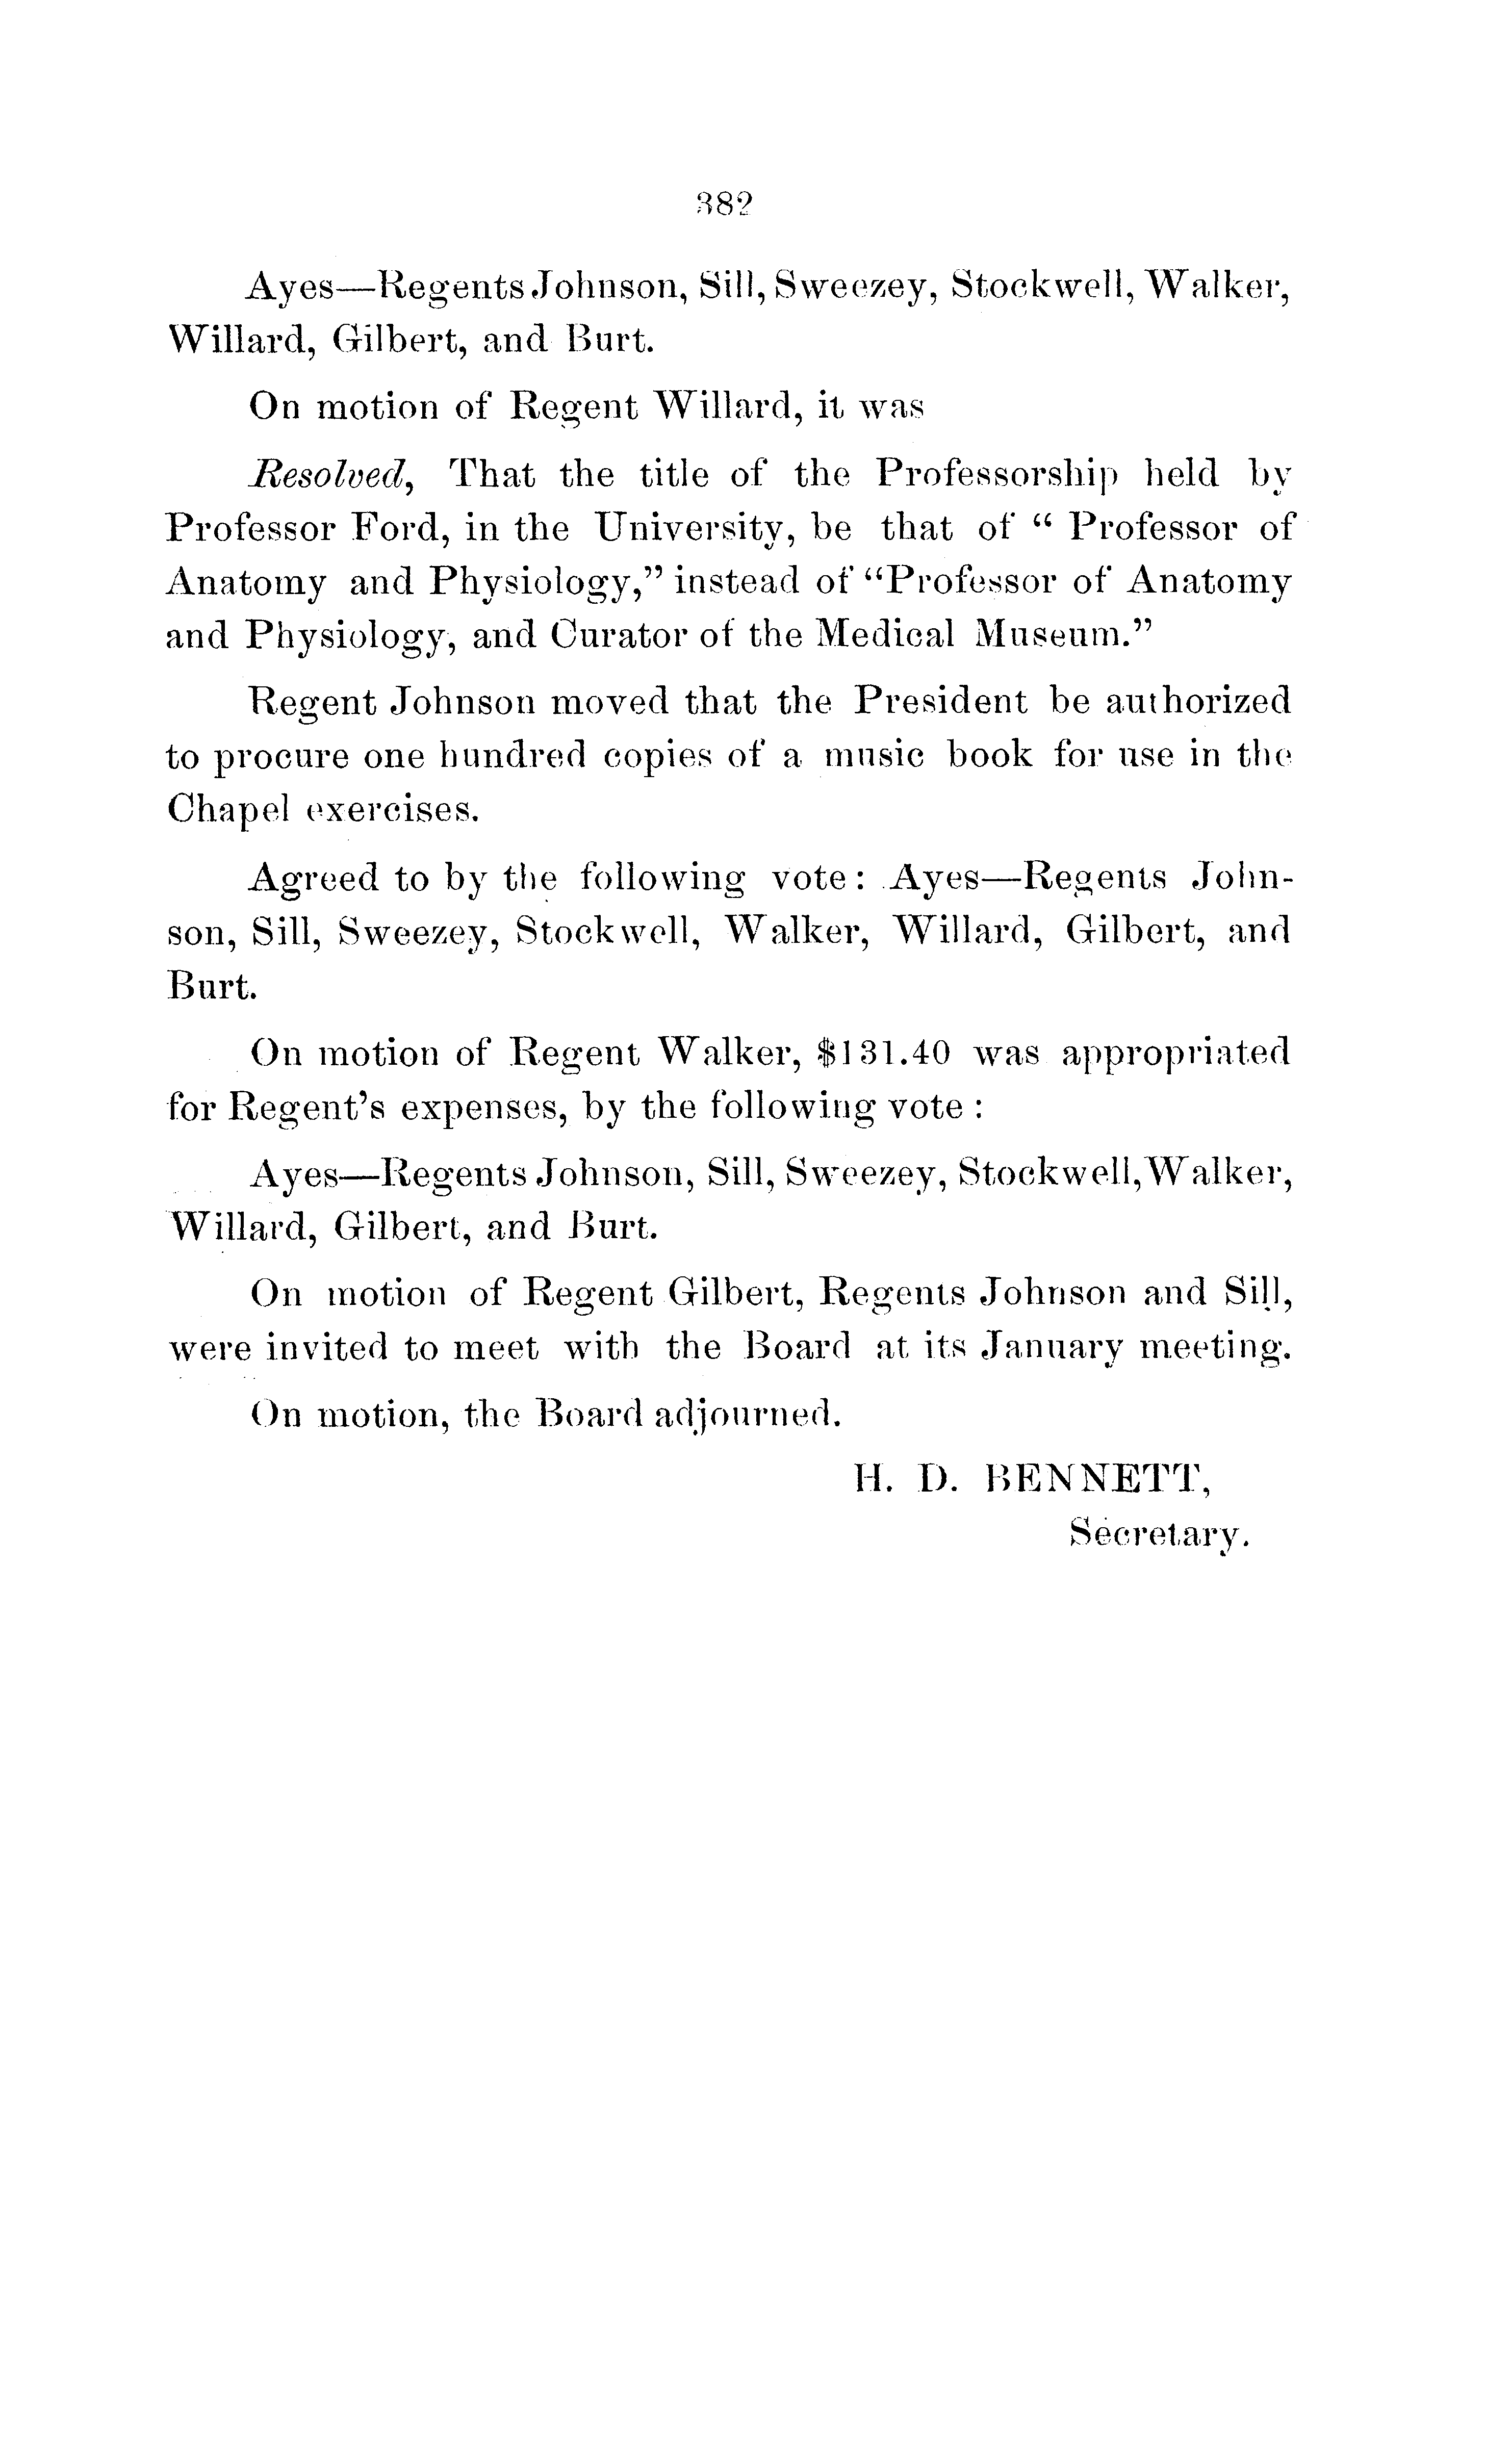 382
Ayes—Regents Johnson, Sill, Sweezey, Stockwell, Walker,
Willard, Gilbert, and Burt.
On motion of Regent Willard, it was
Resolved, That the title of the Professorship held by
Professor Ford, in the University, be that of " Professor of
Anatomy and Physiology," instead of "Professor of Anatomy
and Physiology, and Curator of the Medical Museum."
Regent Johnson moved that the President be authorized
to procure one hundred copies of a music book for use in the
Chapel exercises.
Agreed to by the following vote: Ayes—Regents John-
son, Sill, Sweezey, Stockwell, Walker, Willard, Gilbert, and
Burt.
On motion of Regent Walker, $131.40 was appropriated
for Regent's expenses, by the following vote :
Ayes—Regents Johnson, Sill, Sweezey, Stockwell, Walker,
Willard, Gilbert, and Burt.
On motion of Regent Gilbert, Regents Johnson and Sill,
were invited to meet with the Board at its January meeting.
On motion, the Board adjourned.
H. D. BENNETT,
Secretary.